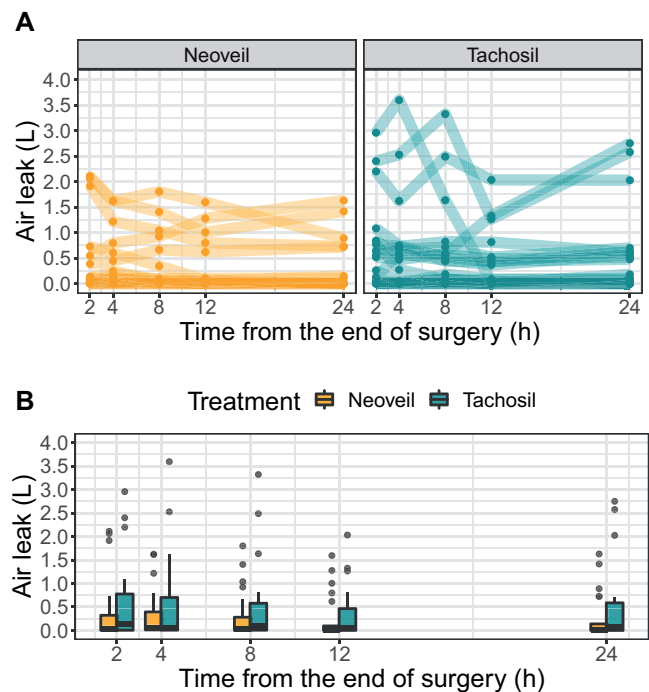 A
Neoveil Tachosil
Air leak (L)
4.0
3.5
3.0
2.5
2.0
1.5
1.0
0.5
0.0
2 4 8 12 24 2 4 8 12 24
Time from the end of surgery (h)
B
Treatment Neoveil Tachosil
Air leak (L)
4.0
3.5
3.0
2.5
2.0
1.5
1.0
0.5
0.0
2 4 8 12 24
Time from the end of surgery (h)